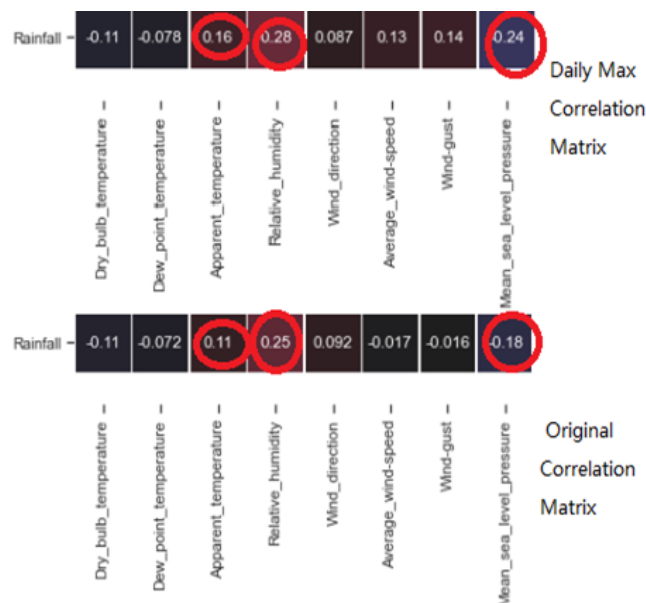 Rainfall - -0.11 -0.078 0.16 0.28 0.087 0.13 0.14 -0.24
Dry_bulb_temperature -
Dew_point_temperature -
Apparent_temperature -
Relative_humidity -
Wind_direction -
Average_wind-speed -
Wind-gust -
Mean_sea_level_pressure -
Daily Max
Correlation
Matrix
Rainfall - -0.11 -0.072 0.11 0.25 0.092 -0.017 -0.016 -0.18
Dry_bulb_temperature -
Dew_point_temperature -
Apparent_temperature -
Relative_humidity -
Wind_direction -
Average_wind-speed -
Wind-gust -
Mean_sea_level_pressure -
Original
Correlation
Matrix